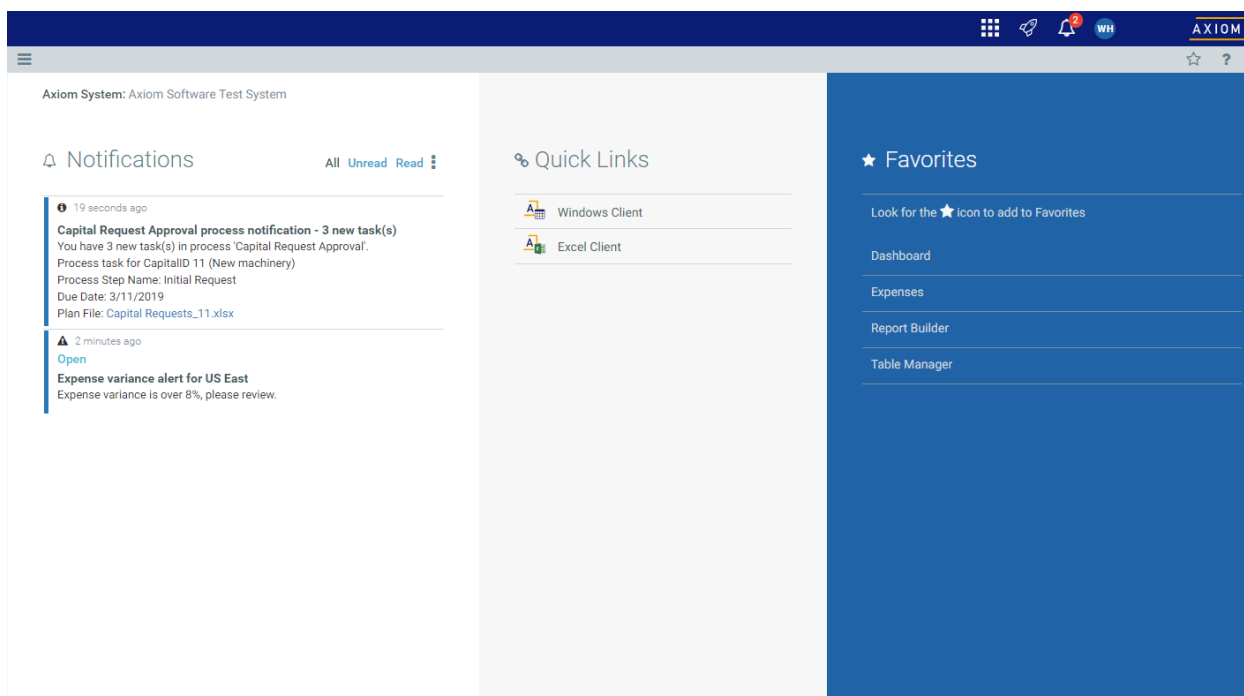 2
WH
AXIOM
?
Axiom System: Axiom Software Test System
Notifications
All Unread Read
19 seconds ago
Capital Request Approval process notification - 3 new task(s)
You have 3 new task(s) in process 'Capital Request Approval'.
Process task for CapitalID 11 (New machinery)
Process Step Name: Initial Request
Due Date: 3/11/2019
Plan File: Capital Requests_11.xlsx
2 minutes ago
Open
Expense variance alert for US East
Expense variance is over 8%, please review.
Quick Links
Windows Client
Excel Client
Favorites
Look for the icon to add to Favorites
Dashboard
Expenses
Report Builder
Table Manager